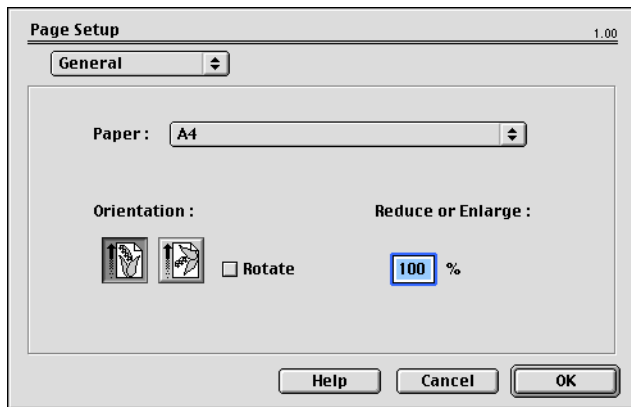 Page Setup 1.00
General
Paper : A4
Orientation : Reduce or Enlarge :
Rotate 100 %
Help Cancel OK